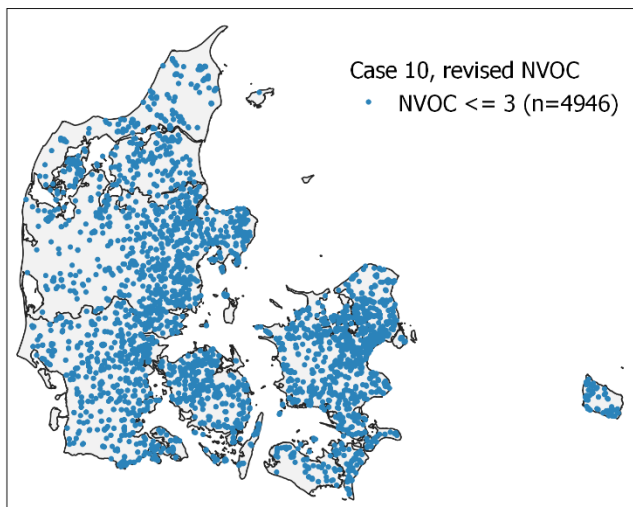 Case 10, revised NVOC
NVOC <= 3 (n=4946)